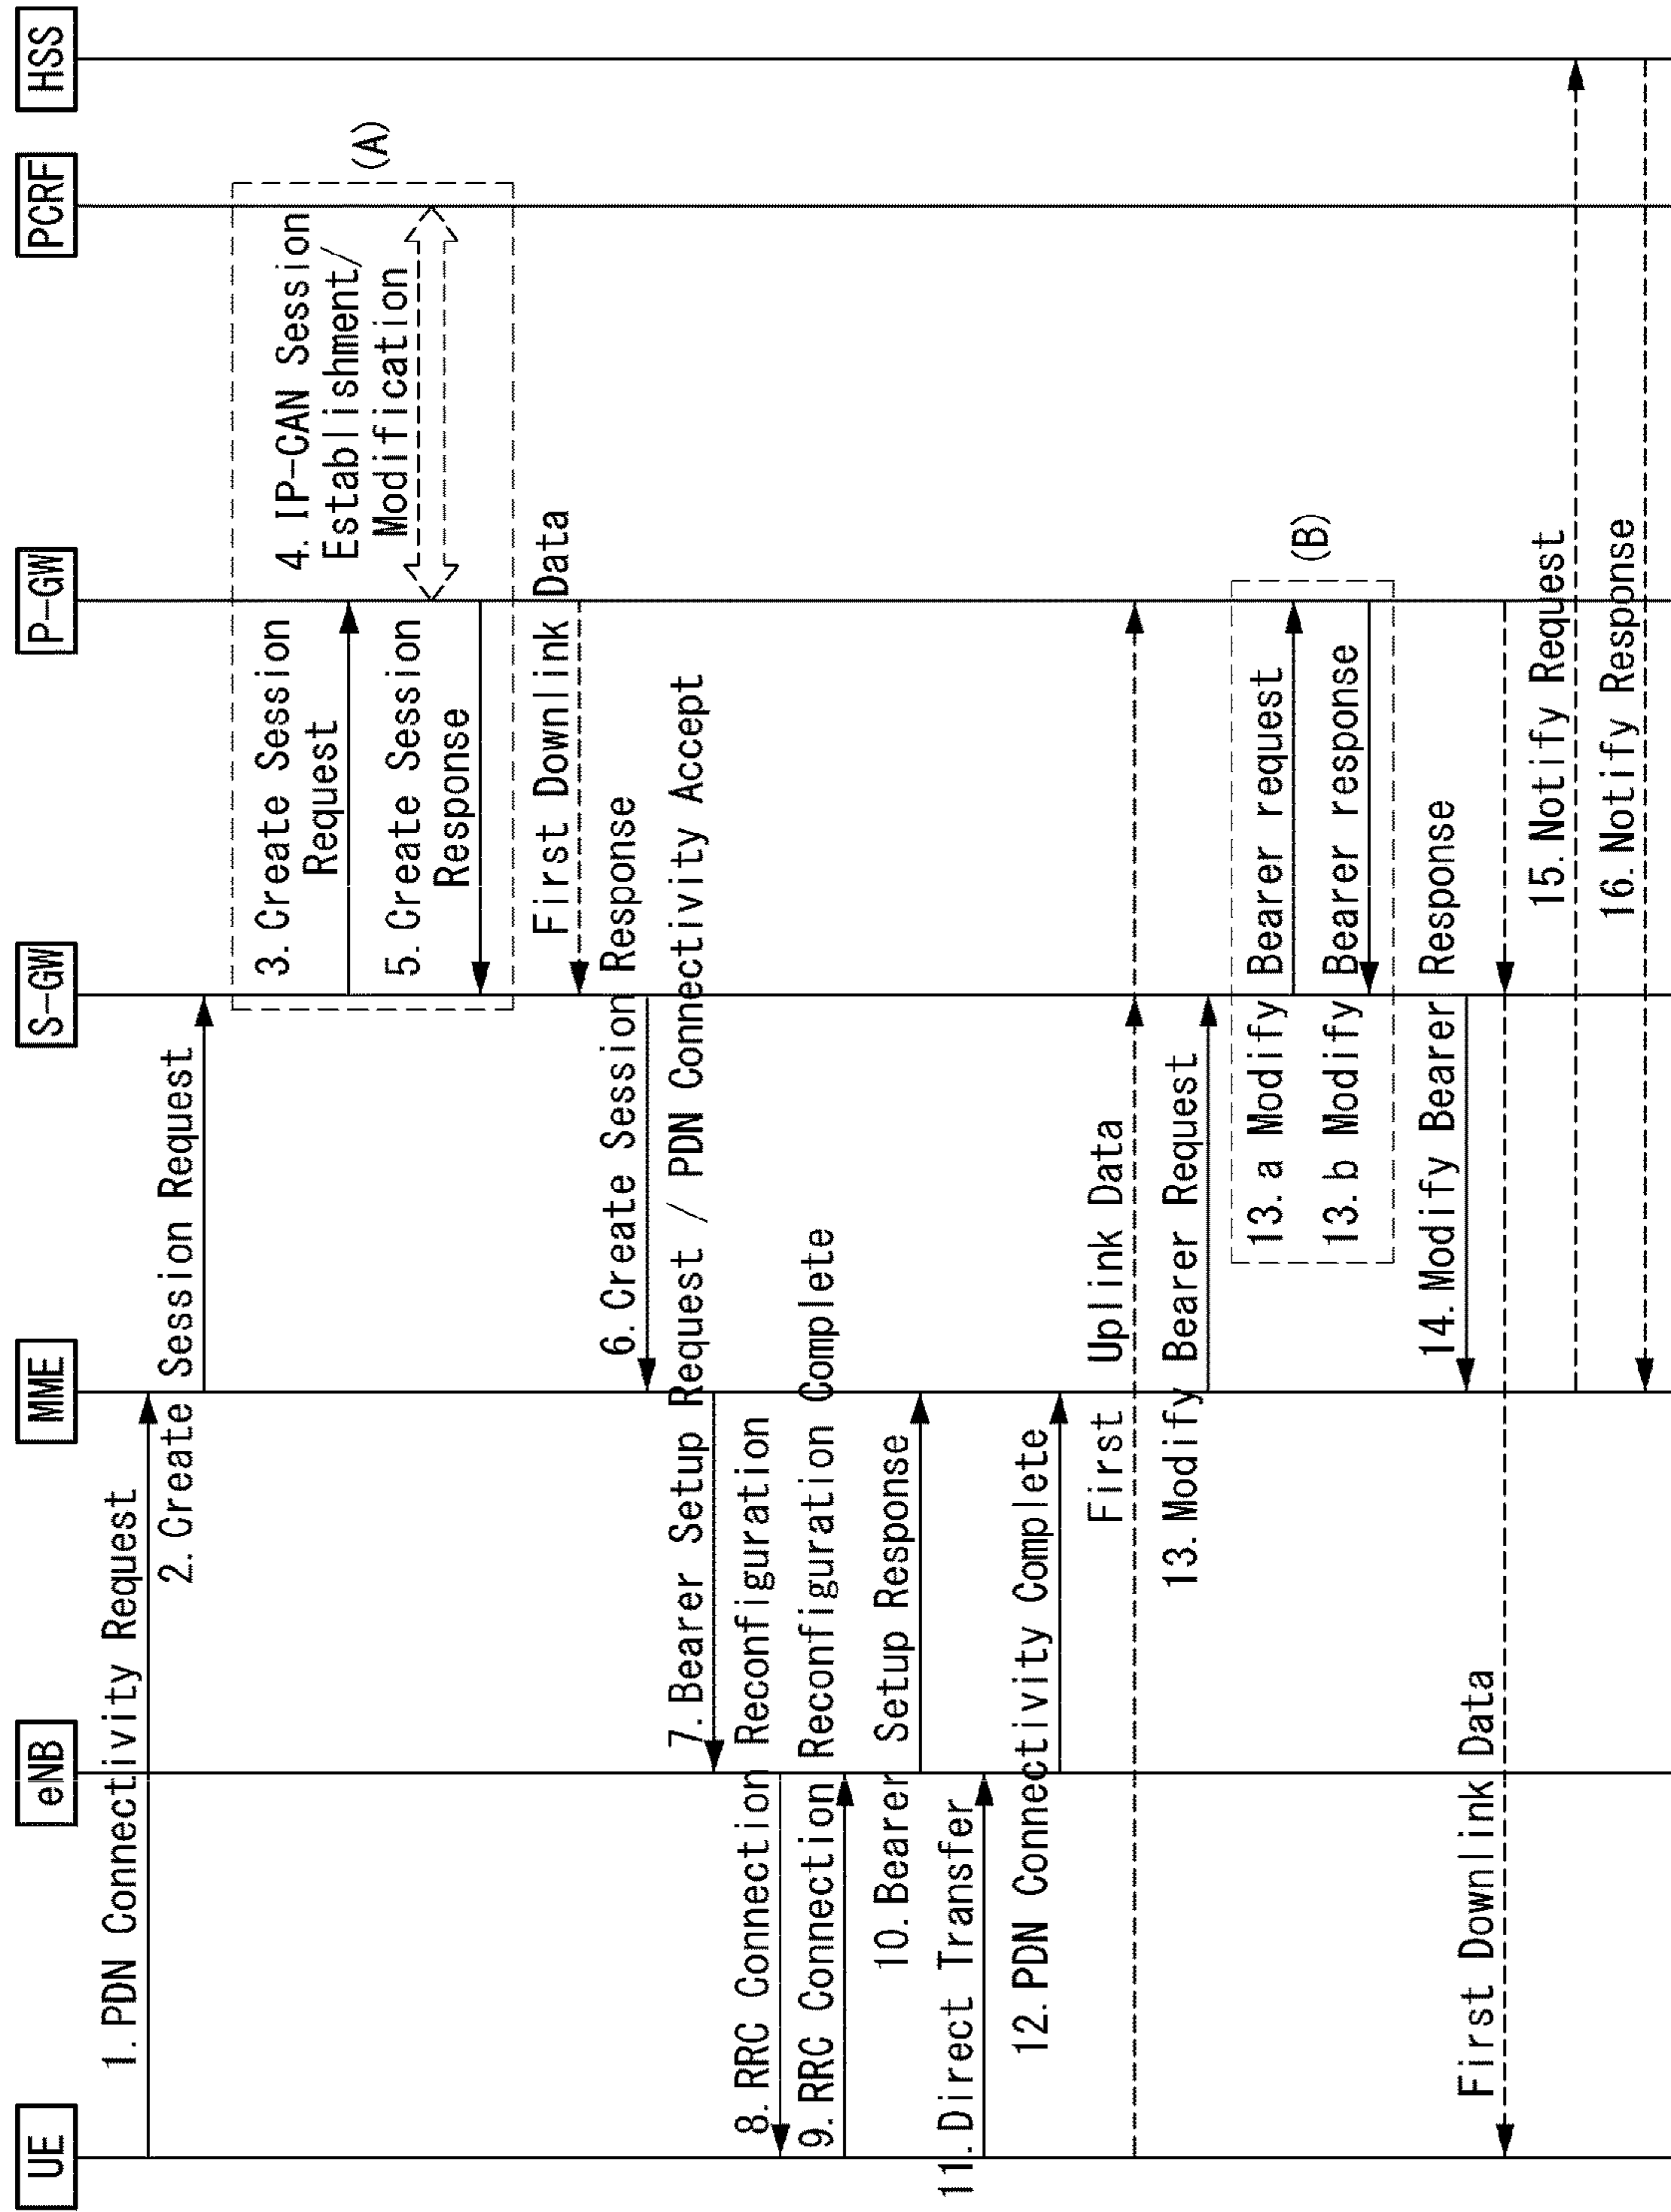 UE
eNB
MME
S-GW
P-GW
PCRF
HSS
1. PDN Connectivity Request
2. Create Session Request
3. Create Session
Request
4. IP-CAN Session
Establishment/
Modification
(A)
5. Create Session
Response
First Downlink Data
6. Create Session Response
7. Bearer Setup Request / PDN Connectivity Accept
8. RRC Connection Reconfiguration
9. RRC Connection Reconfiguration Complete
10. Bearer Setup Response
11. Direct Transfer
12. PDN Connectivity Complete
First Uplink Data
13. Modify Bearer Request
13. a Modify Bearer request
(B)
13. b Modify Bearer response
14. Modify Bearer Response
First Downlink Data
15. Notify Request
16. Notify Response